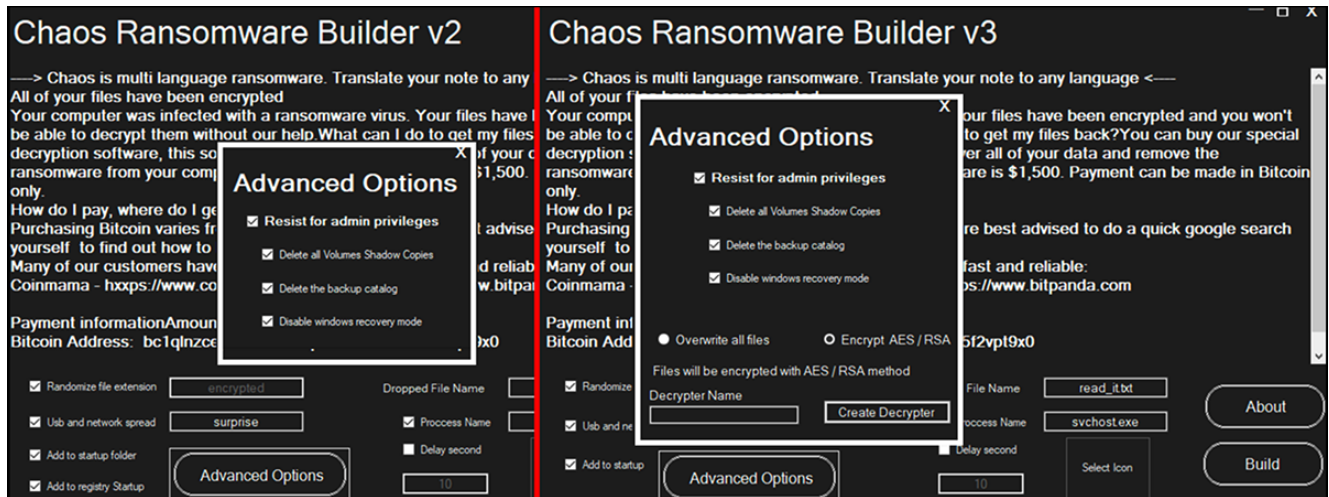 Chaos Ransomware Builder v2
----> Chaos is multi language ransomware. Translate your note to any
All of your files have been encrypted
Your computer was infected with a ransomware virus. Your files have
be able to decrypt them without our help.What can I do to get my files
decryption software, this
of your
ransomware from your
$1,500.
only.
How do I pay, where do I
Purchasing Bitcoin varies
advise
yourself to find out how to
Many of our customers have
reliab
Coinmama - hxxps://www.co
w.bitpan
Payment informationAmoun
Bitcoin Address: bc1qlnzce
9x0
X
Advanced Options
Resist for admin privileges
Delete all Volumes Shadow Copies
Delete the backup catalog
Disable windows recovery mode
Randomize file extension
encrypted
Dropped File Name
Usb and network spread
surprise
Proccess Name
Add to startup folder
Delay second
Advanced Options
Add to registry Startup
10
Chaos Ransomware Builder v3
X
----> Chaos is multi language ransomware. Translate your note to any language <----
All of your
Your compu
our files have been encrypted and you won't
be able to
to get my files back?You can buy our special
decryption
ver all of your data and remove the
ransomware
are is $1,500. Payment can be made in Bitcoin
only.
How do I pa
Purchasing
re best advised to do a quick google search
yourself to
Many of our
fast and reliable:
Coinmama -
ps://www.bitpanda.com
Payment inf
Bitcoin Add
5f2vpt9x0
X
Advanced Options
Resist for admin privileges
Delete all Volumes Shadow Copies
Delete the backup catalog
Disable windows recovery mode
Overwrite all files
Encrypt AES / RSA
Files will be encrypted with AES / RSA method
Decrypter Name
Create Decrypter
Randomize
File Name
read_it.txt
About
Usb and ne
roccess Name
svchost.exe
Delay second
Add to startup
Advanced Options
10
Select Icon
Build